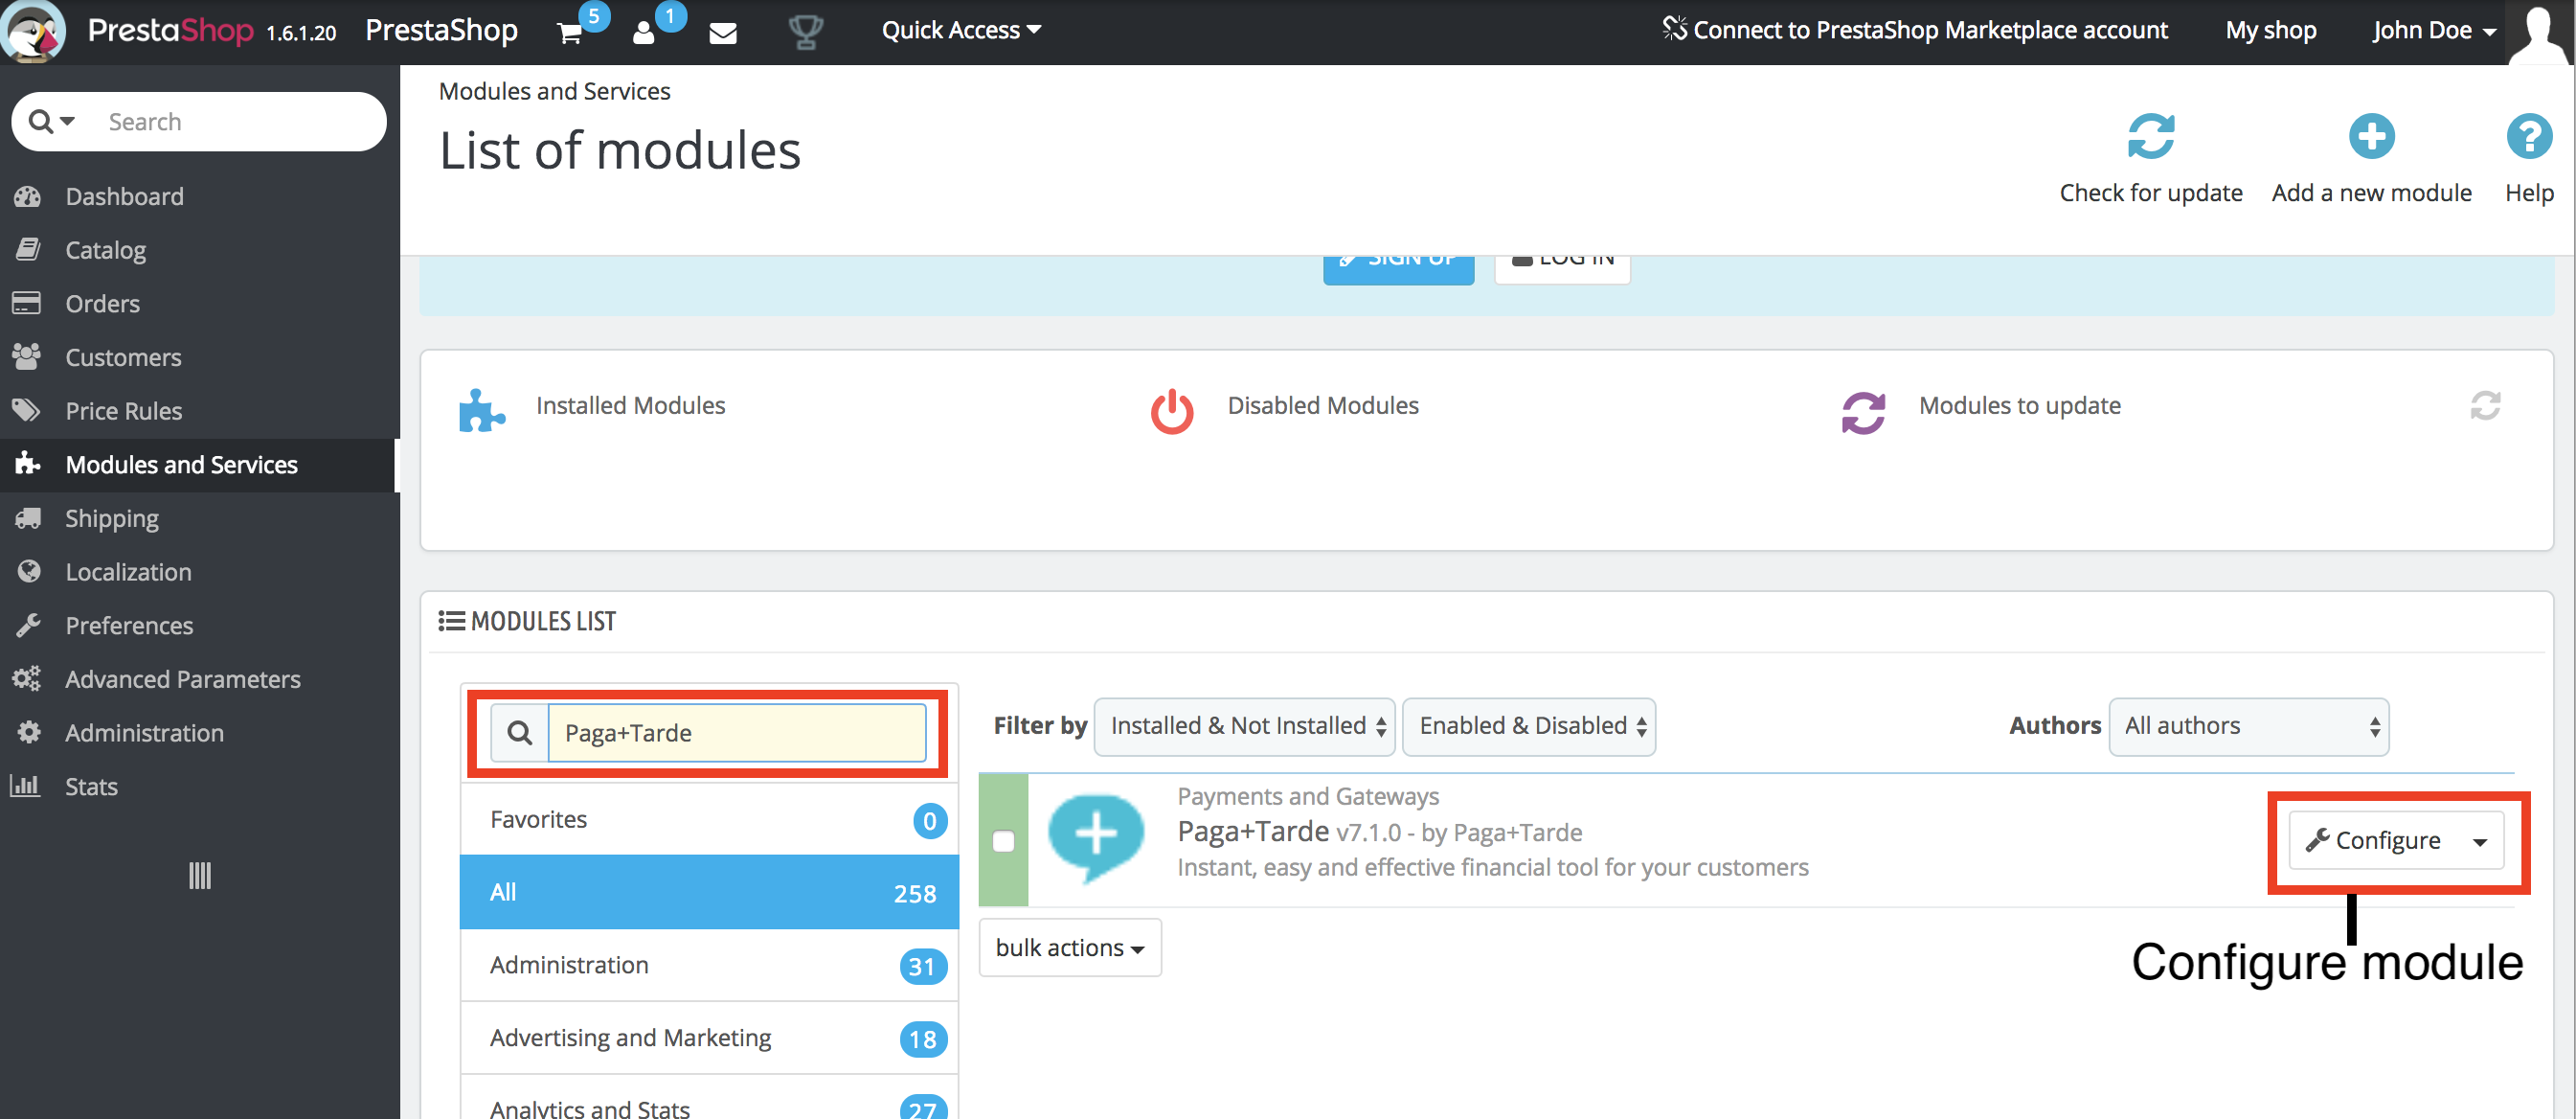 PrestaShop 1.6.1.20 PrestaShop 5 1 Quick Access Connect to PrestaShop Marketplace account My shop John Doe
Search
Dashboard
Catalog
Orders
Customers
Price Rules
Modules and Services
Shipping
Localization
Preferences
Advanced Parameters
Administration
Stats
Modules and Services
List of modules
Check for update Add a new module Help
SIGN UP LOG IN
Installed Modules Disabled Modules Modules to update
MODULES LIST
Paga+Tarde
Favorites 0
All 258
Administration 31
Advertising and Marketing 18
Analytics and Stats 27
Filter by Installed & Not Installed Enabled & Disabled Authors All authors
Payments and Gateways
Paga+Tarde v7.1.0 - by Paga+Tarde
Instant, easy and effective financial tool for your customers
Configure
bulk actions
Configure module